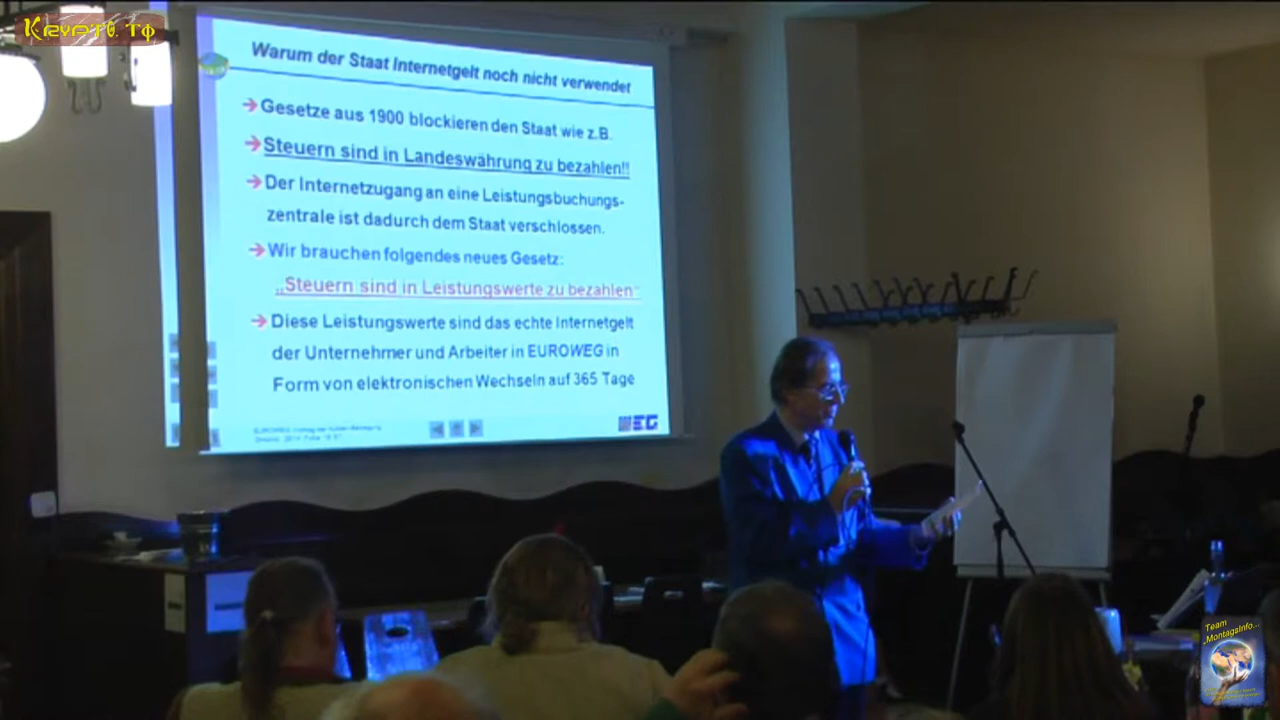 Krypt0.Tφ
Warum der Staat Internetgelt noch nicht verwendet
Gesetze aus 1900 blockieren den Staat wie z.B.
Steuern sind in Landeswährung zu bezahlen!!
Der Internetzugang an eine Leistungsbuchungs-
zentrale ist dadurch dem Staat verschlossen.
Wir brauchen folgendes neues Gesetz:
„Steuern sind in Leistungswerte zu bezahlen“
Diese Leistungswerte sind das echte Internetgelt
der Unternehmer und Arbeiter in EUROWEG in
Form von elektronischen Wechseln auf 365 Tage
WEG
Team
„MontagsInfo...